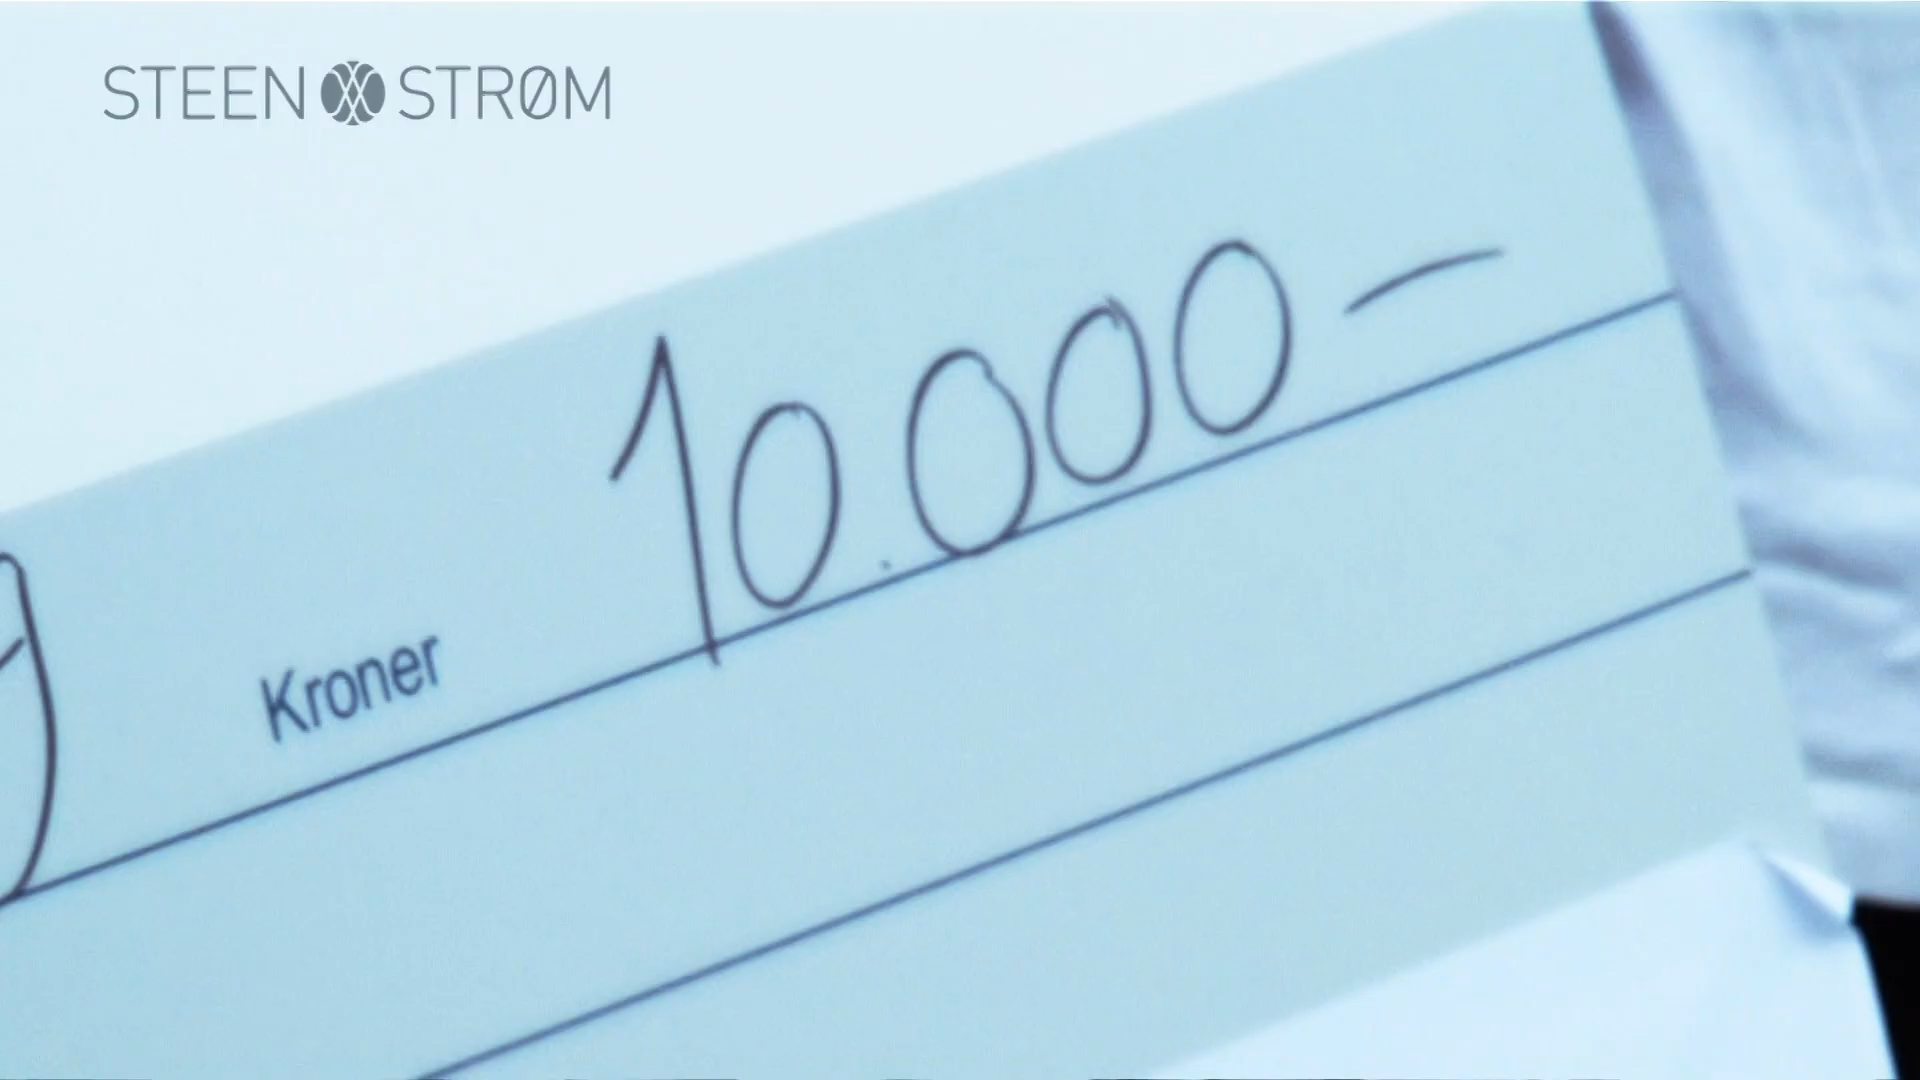 STEEN STRØM
Kroner 10.000 –